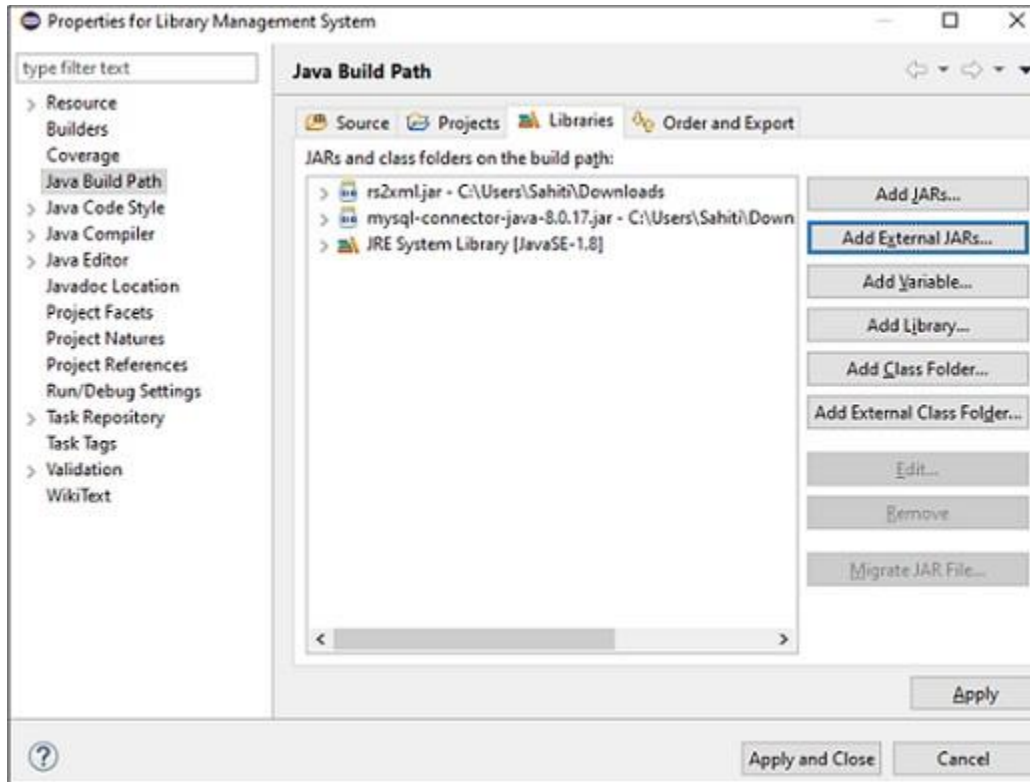 Properties for Library Management System
type filter text
Resource
Builders
Coverage
Java Build Path
Java Code Style
Java Compiler
Java Editor
Javadoc Location
Project Facets
Project Natures
Project References
Run/Debug Settings
Task Repository
Task Tags
Validation
WikiText
Java Build Path
Source Projects Libraries Order and Export
JARs and class folders on the build path:
rs2xml.jar - C:\Users\Sahiti\Downloads
mysql-connector-java-8.0.17.jar - C:\Users\Sahiti\Down
JRE System Library [JavaSE-1.8]
Add JARs...
Add External JARs...
Add Variable...
Add Library...
Add Class Folder...
Add External Class Folder...
Edit...
Remove
Migrate JAR File...
Apply
Apply and Close Cancel